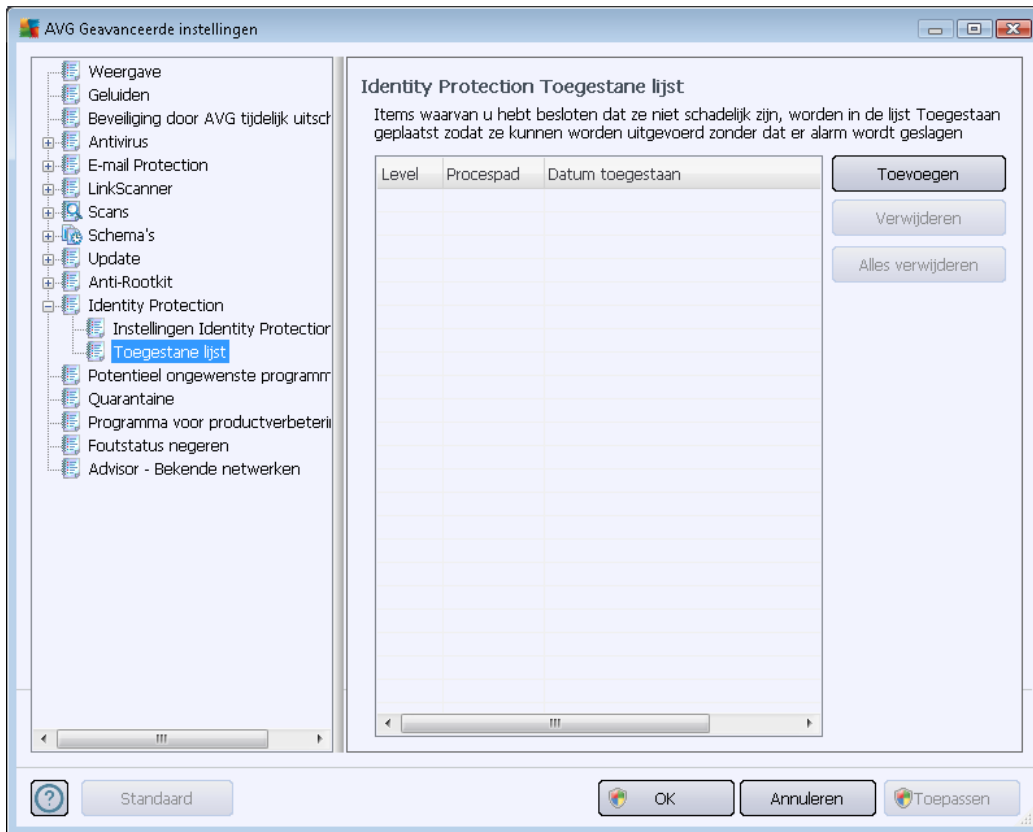 AVG Geavanceerde instellingen
Weergave
Geluiden
Beveiliging door AVG tijdelijk uitsch
Antivirus
E-mail Protection
LinkScanner
Scans
Schema's
Update
Anti-Rootkit
Identity Protection
Instellingen Identity Protection
Toegestane lijst
Potentieel ongewenste programm
Quarantaine
Programma voor productverbeterin
Foutstatus negeren
Advisor - Bekende netwerken
Identity Protection Toegestane lijst
Items waarvan u hebt besloten dat ze niet schadelijk zijn, worden in de lijst Toegestaan
geplaatst zodat ze kunnen worden uitgevoerd zonder dat er alarm wordt geslagen
Level Procespad Datum toegestaan
Toevoegen
Verwijderen
Alles verwijderen
Standaard
OK
Annuleren
Toepassen